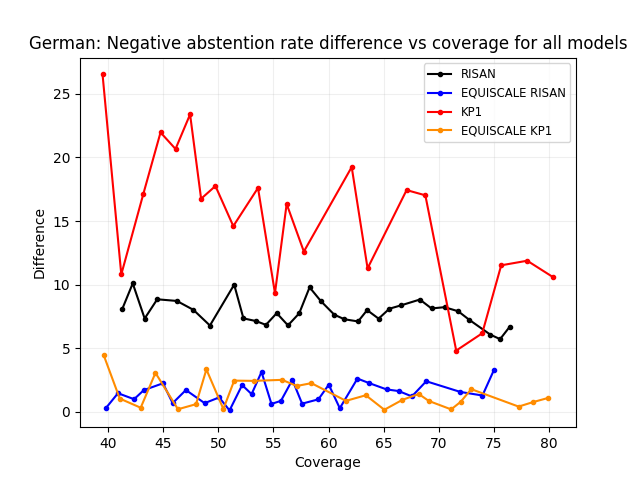 German: Negative abstention rate difference vs coverage for all models
RISAN
EQUISCALE RISAN
KP1
EQUISCALE KP1
25
20
15
10
5
0
Difference
40 45 50 55 60 65 70 75 80
Coverage